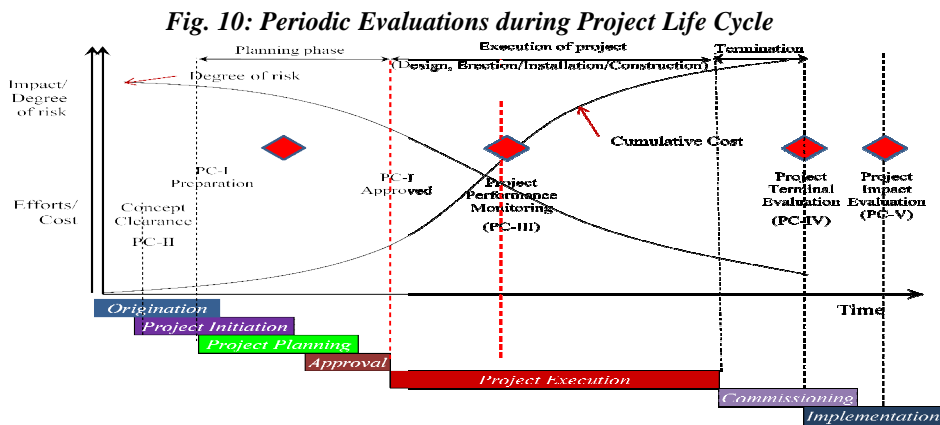 Fig. 10: Periodic Evaluations during Project Life Cycle
Planning phase
Execution of project
(Design, Erection/Installation/Construction)
Termination
Impact/
Degree
of risk
Degree of risk
Cumulative Cost
PC-I
Preparation
PC-I
Approved
Concept
Clearance
PC-II
Efforts/
Cost
Project
Performance
Monitoring
(PC-III)
Project
Terminal
Evaluation
(PC-IV)
Project
Impact
Evaluation
(PC-V)
Time
Origination
Project Initiation
Project Planning
Approval
Project Execution
Commissioning
Implementation